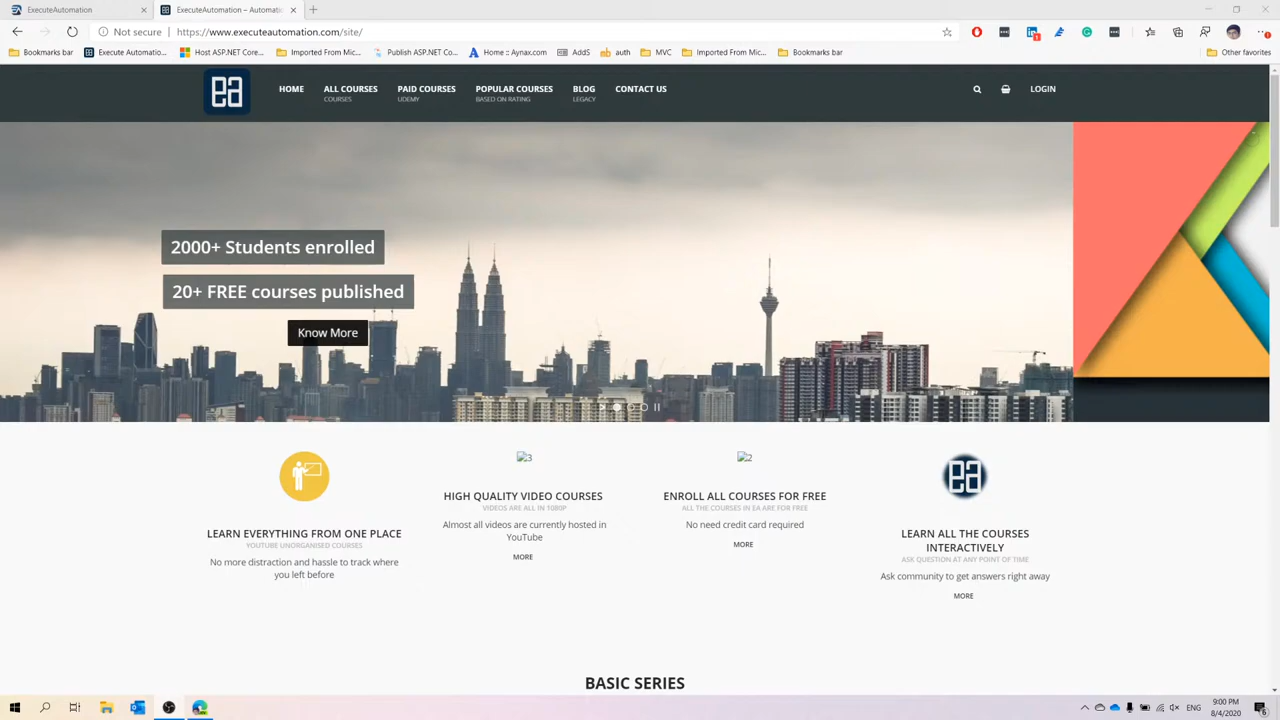 ExecuteAutomation
ExecuteAutomation – Automati
Not secure
https://www.executeautomation.com/site/
Bookmarks bar
Execute Automatio...
Host ASP.NET Core...
Imported From Mic...
Publish ASP.NET Co...
Home :: Aynax.com
AddS
auth
MVC
Imported From Mic...
Bookmarks bar
Other favorites
ea
HOME
ALL COURSES
COURSES
PAID COURSES
UDEMY
POPULAR COURSES
BASED ON RATING
BLOG
LEGACY
CONTACT US
LOGIN
2000+ Students enrolled
20+ FREE courses published
Know More
LEARN EVERYTHING FROM ONE PLACE
YOUTUBE UNORGANISED COURSES
No more distraction and hassle to track where
you left before
3
HIGH QUALITY VIDEO COURSES
VIDEOS ARE ALL IN 1080P
Almost all videos are currently hosted in
YouTube
MORE
2
ENROLL ALL COURSES FOR FREE
ALL THE COURSES IN EA ARE FOR FREE
No need credit card required
MORE
ea
LEARN ALL THE COURSES
INTERACTIVELY
ASK QUESTION AT ANY POINT OF TIME
Ask community to get answers right away
MORE
BASIC SERIES
ENG
9:00 PM
8/4/2020
6